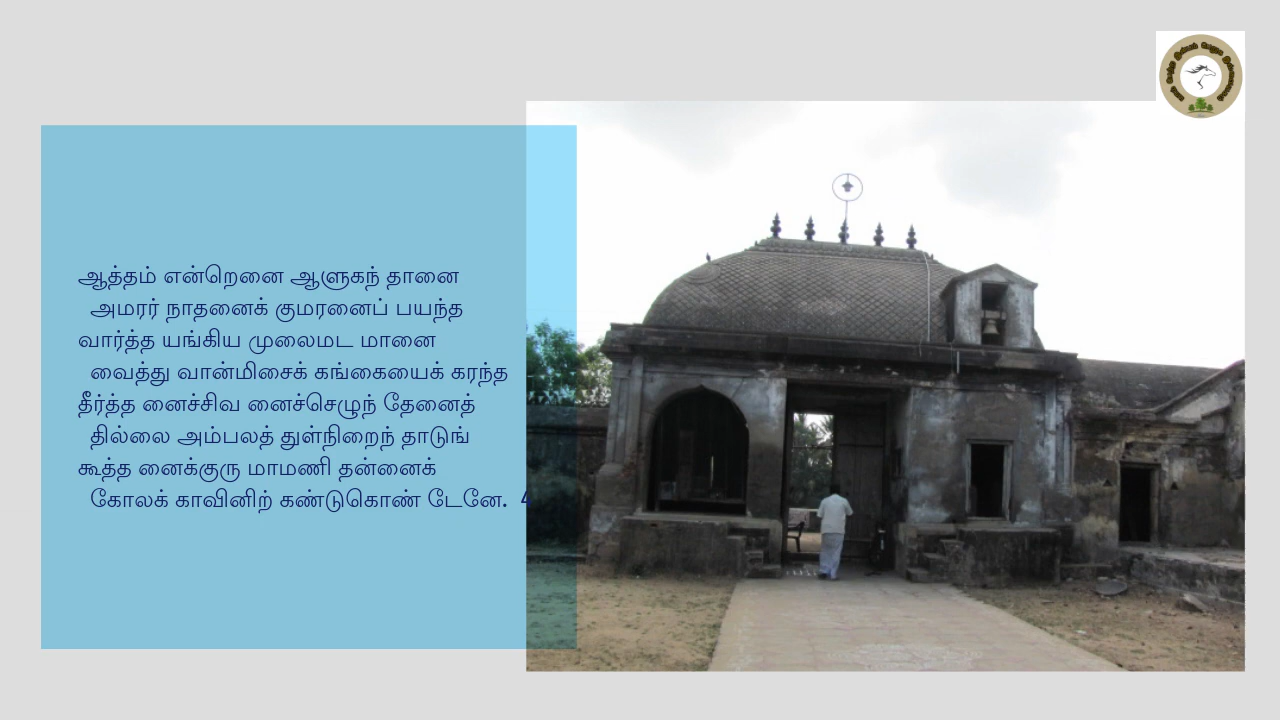 ஆத்தம் என்றெனை ஆளுகந் தானை
அமரர் நாதனைக் குமரனைப் பயந்த
வார்த்த யங்கிய முலைமட மானை
வைத்து வான்மிசைக் கங்கையைக் கரந்த
தீர்த்த னைச்சிவ னைச்செழுந் தேனைத்
தில்லை அம்பலத் துள்நிறைந் தாடுங்
கூத்த னைக்குரு மாமணி தன்னைக்
கோலக் காவினிற் கண்டுகொண் டேனே. 4